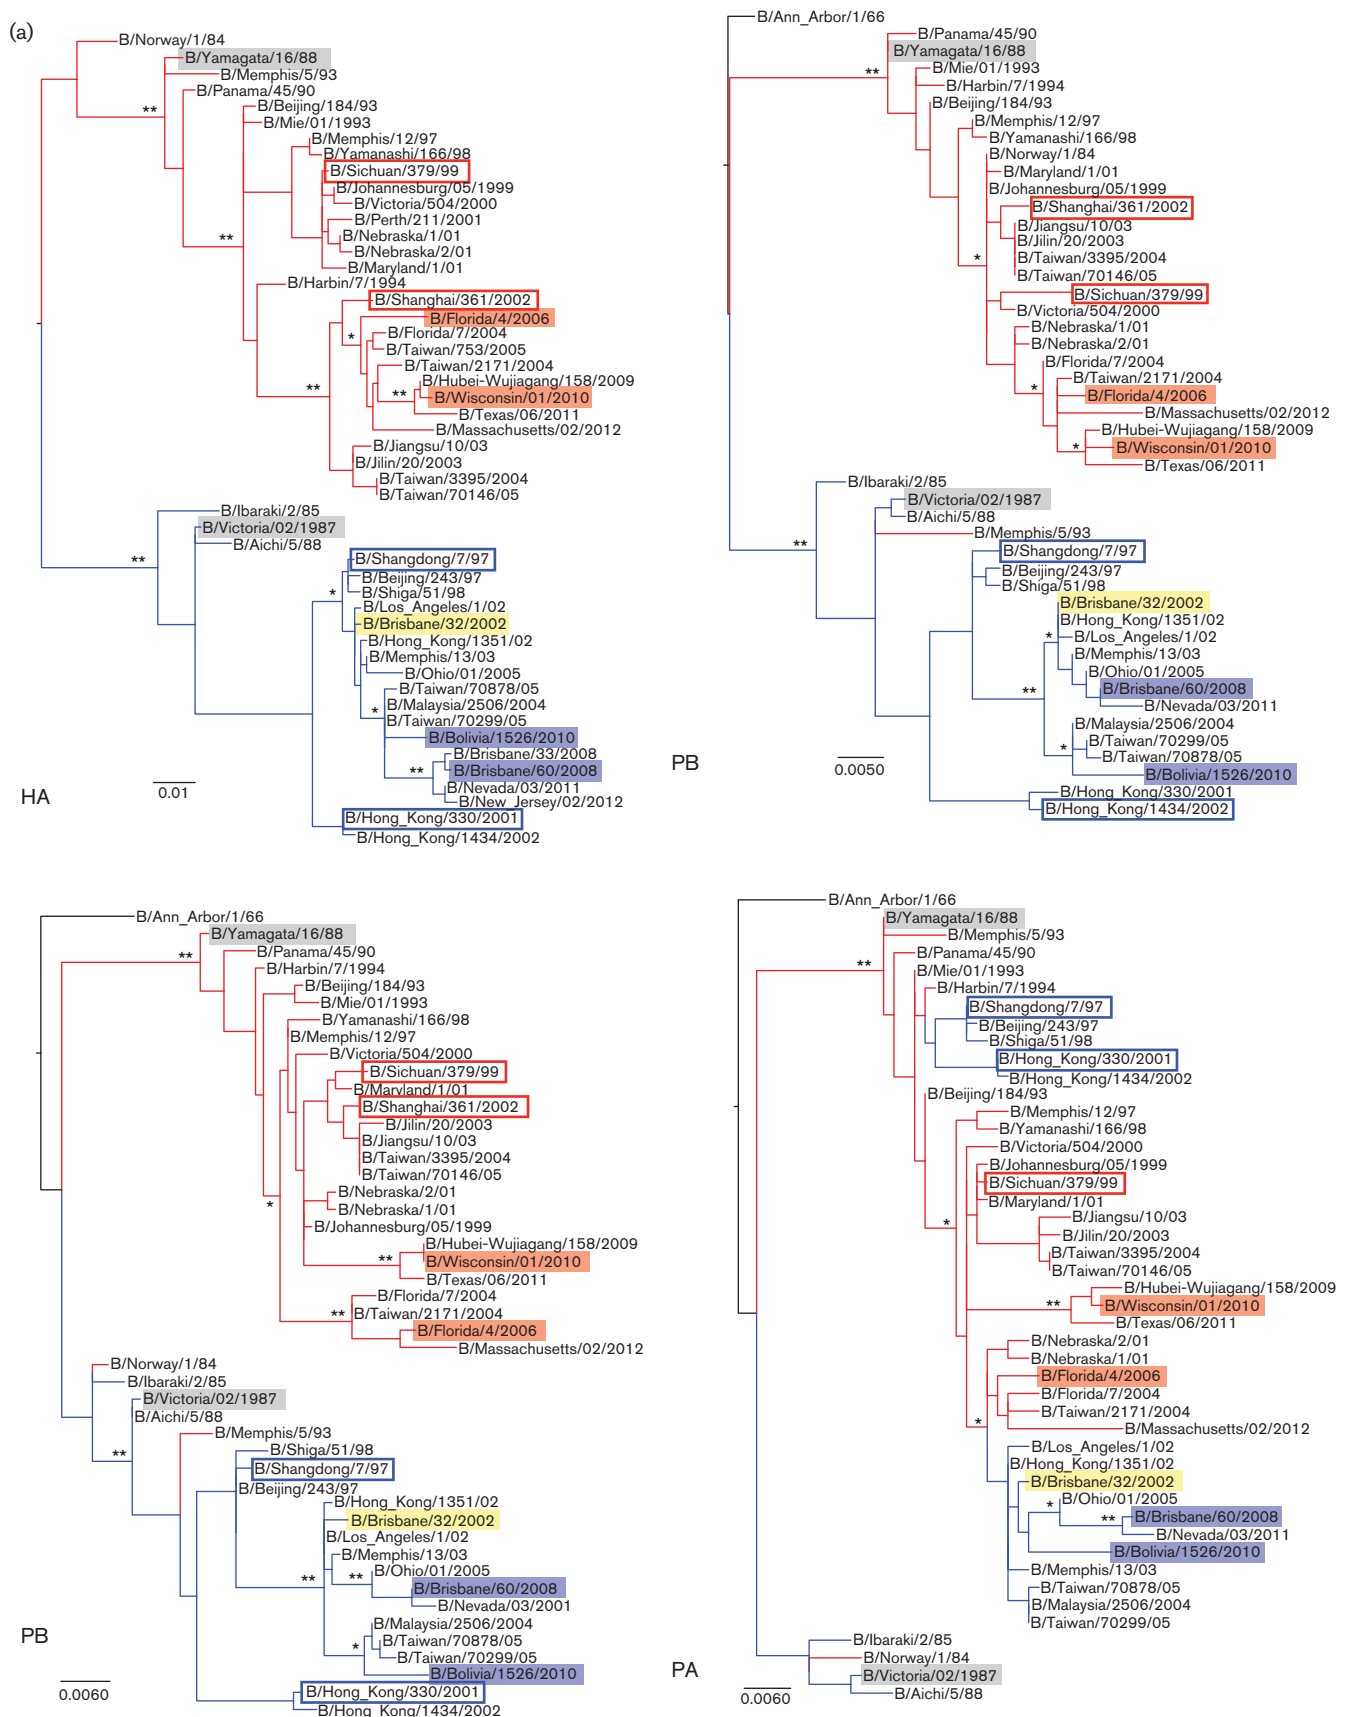 (a)
B/Norway/1/84
B/Yamagata/16/88
B/Memphis/5/93
B/Panama/45/90
**
B/Beijing/184/93
B/Mie/01/1993
B/Memphis/12/97
B/Yamanashi/166/98
B/Sichuan/379/99
B/Johannesburg/05/1999
B/Victoria/504/2000
B/Perth/211/2001
B/Nebraska/1/01
**
B/Nebraska/2/01
B/Maryland/1/01
B/Harbin/7/1994
B/Shanghai/361/2002
B/Florida/4/2006
B/Florida/7/2004
*
B/Taiwan/753/2005
B/Taiwan/2171/2004
B/Hubei-Wujiagang/158/2009
**
**
B/Wisconsin/01/2010
B/Texas/06/2011
B/Massachusetts/02/2012
B/Jiangsu/10/03
B/Jilin/20/2003
B/Taiwan/3395/2004
B/Taiwan/70146/05
B/Ibaraki/2/85
B/Victoria/02/1987
B/Aichi/5/88
**
B/Shangdong/7/97
B/Beijing/243/97
B/Shiga/51/98
*
B/Los_Angeles/1/02
B/Brisbane/32/2002
B/Hong_Kong/1351/02
B/Memphis/13/03
B/Ohio/01/2005
B/Taiwan/70878/05
B/Malaysia/2506/2004
*
B/Taiwan/70299/05
B/Bolivia/1526/2010
B/Brisbane/33/2008
**
B/Brisbane/60/2008
B/Nevada/03/2011
B/New_Jersey/02/2012
B/Hong_Kong/330/2001
B/Hong_Kong/1434/2002
0.01
HA
B/Ann_Arbor/1/66
B/Panama/45/90
B/Yamagata/16/88
**
B/Mie/01/1993
B/Harbin/7/1994
B/Beijing/184/93
B/Memphis/12/97
B/Yamanashi/166/98
B/Norway/1/84
B/Maryland/1/01
B/Johannesburg/05/1999
B/Shanghai/361/2002
B/Jiangsu/10/03
B/Jilin/20/2003
*
B/Taiwan/3395/2004
B/Taiwan/70146/05
B/Sichuan/379/99
B/Victoria/504/2000
B/Nebraska/1/01
B/Nebraska/2/01
B/Florida/7/2004
B/Taiwan/2171/2004
*
B/Florida/4/2006
B/Massachusetts/02/2012
B/Hubei-Wujiagang/158/2009
*
B/Wisconsin/01/2010
B/Texas/06/2011
B/Ibaraki/2/85
B/Victoria/02/1987
B/Aichi/5/88
B/Memphis/5/93
**
B/Shangdong/7/97
B/Beijing/243/97
B/Shiga/51/98
B/Brisbane/32/2002
B/Hong_Kong/1351/02
*
B/Los_Angeles/1/02
B/Memphis/13/03
B/Ohio/01/2005
**
B/Brisbane/60/2008
B/Nevada/03/2011
B/Malaysia/2506/2004
B/Taiwan/70299/05
*
B/Taiwan/70878/05
B/Bolivia/1526/2010
B/Hong_Kong/330/2001
B/Hong_Kong/1434/2002
0.0050
PB
B/Ann_Arbor/1/66
B/Yamagata/16/88
**
B/Panama/45/90
B/Harbin/7/1994
B/Beijing/184/93
B/Mie/01/1993
B/Yamanashi/166/98
B/Memphis/12/97
B/Victoria/504/2000
B/Sichuan/379/99
B/Maryland/1/01
B/Shanghai/361/2002
B/Jilin/20/2003
B/Jiangsu/10/03
B/Taiwan/3395/2004
B/Taiwan/70146/05
B/Nebraska/2/01
*
B/Nebraska/1/01
B/Johannesburg/05/1999
B/Hubei-Wujiagang/158/2009
**
B/Wisconsin/01/2010
B/Texas/06/2011
B/Florida/7/2004
**
B/Taiwan/2171/2004
B/Florida/4/2006
B/Massachusetts/02/2012
B/Norway/1/84
B/Ibaraki/2/85
B/Victoria/02/1987
B/Aichi/5/88
B/Memphis/5/93
**
B/Shiga/51/98
B/Shangdong/7/97
B/Beijing/243/97
B/Hong_Kong/1351/02
B/Brisbane/32/2002
B/Los_Angeles/1/02
B/Memphis/13/03
B/Ohio/01/2005
**
**
B/Brisbane/60/2008
B/Nevada/03/2001
B/Malaysia/2506/2004
B/Taiwan/70878/05
*
B/Taiwan/70299/05
B/Bolivia/1526/2010
B/Hong_Kong/330/2001
B/Hong_Kong/1434/2002
PB
0.0060
B/Ann_Arbor/1/66
B/Yamagata/16/88
B/Memphis/5/93
B/Panama/45/90
**
B/Mie/01/1993
B/Harbin/7/1994
B/Shangdong/7/97
B/Beijing/243/97
B/Shiga/51/98
B/Hong_Kong/330/2001
B/Hong_Kong/1434/2002
B/Beijing/184/93
B/Memphis/12/97
B/Yamanashi/166/98
B/Victoria/504/2000
B/Johannesburg/05/1999
B/Sichuan/379/99
B/Maryland/1/01
B/Jiangsu/10/03
*
B/Jilin/20/2003
B/Taiwan/3395/2004
B/Taiwan/70146/05
B/Hubei-Wujiagang/158/2009
**
B/Wisconsin/01/2010
B/Texas/06/2011
B/Nebraska/2/01
B/Nebraska/1/01
B/Florida/4/2006
B/Florida/7/2004
B/Taiwan/2171/2004
*
B/Massachusetts/02/2012
B/Los_Angeles/1/02
B/Hong_Kong/1351/02
B/Brisbane/32/2002
*
B/Ohio/01/2005
**
B/Brisbane/60/2008
B/Nevada/03/2011
B/Bolivia/1526/2010
B/Memphis/13/03
B/Taiwan/70878/05
B/Malaysia/2506/2004
B/Taiwan/70299/05
B/Ibaraki/2/85
B/Norway/1/84
B/Victoria/02/1987
B/Aichi/5/88
PA
0.0060